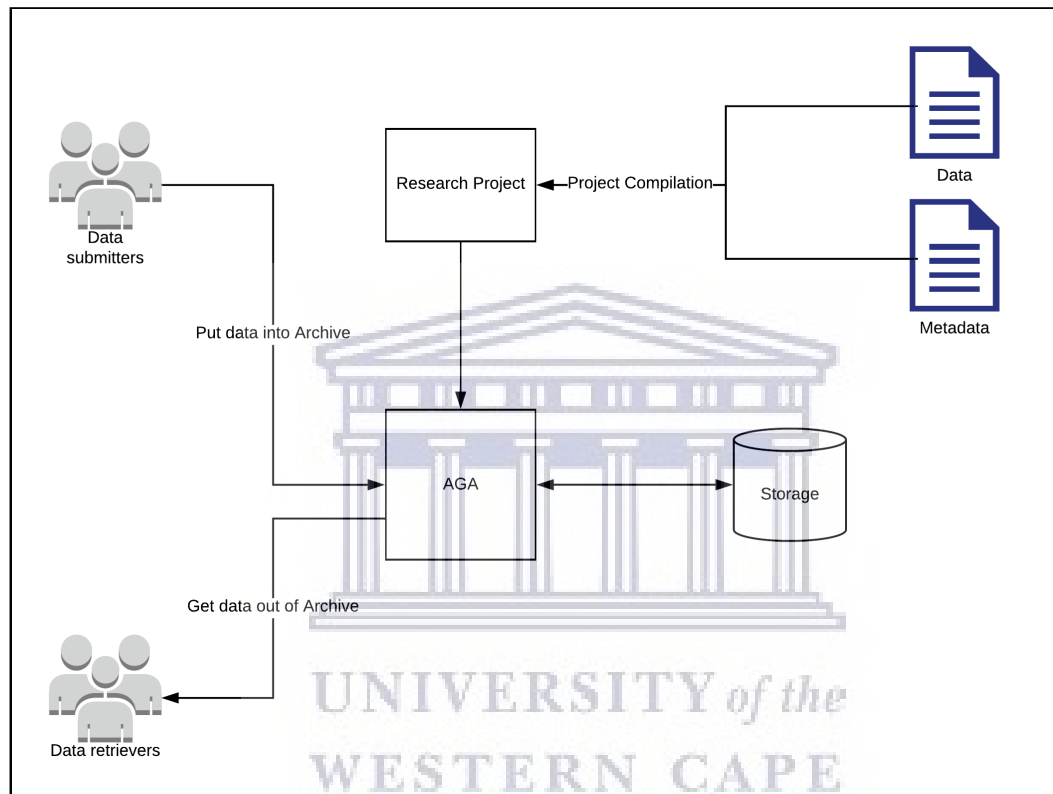 Data
Research Project
Project Compilation
Metadata
Data
submitters
Put data into Archive
AGA
Storage
Get data out of Archive
Data retrievers
UNIVERSITY of the
WESTERN CAPE